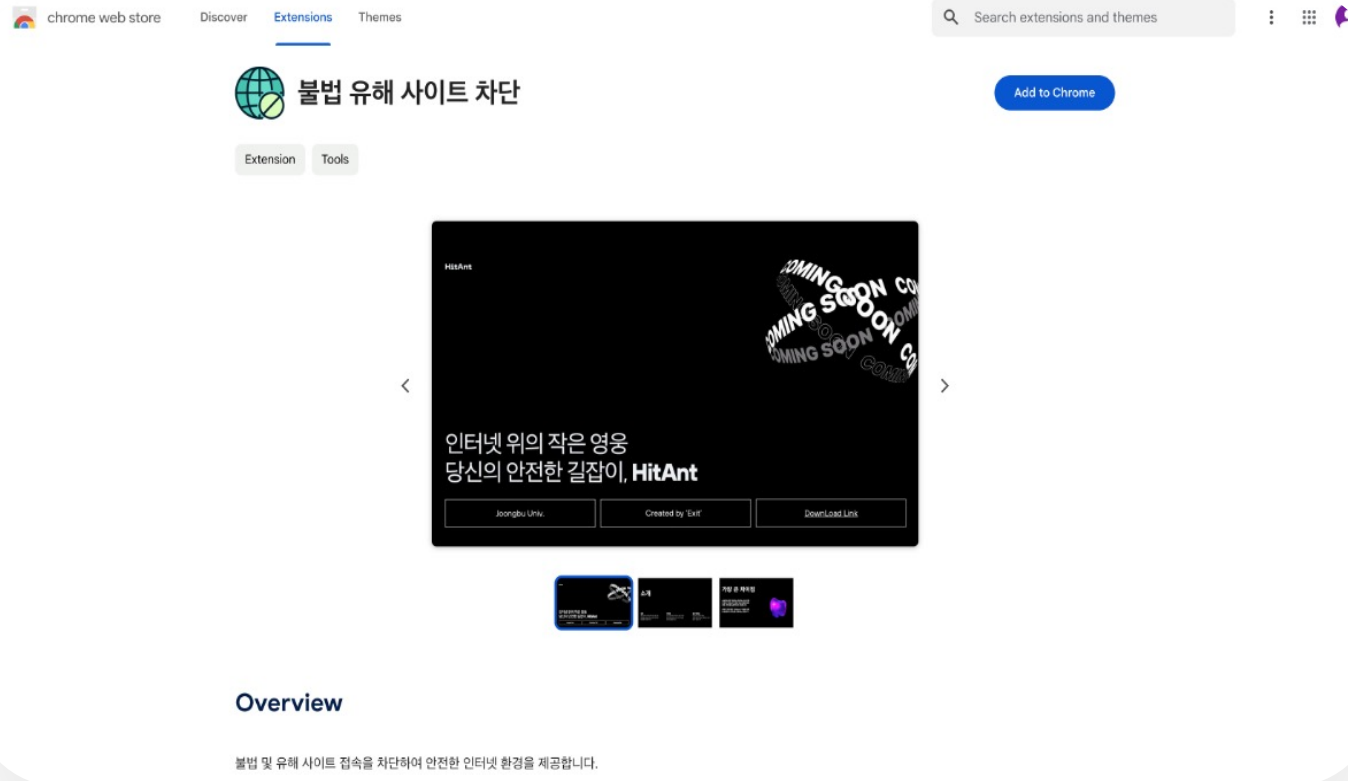 chrome web store
Discover
Extensions
Themes
Search extensions and themes
불법 유해 사이트 차단
Add to Chrome
Extension
Tools
HitAnt
COMING SOON
인터넷 위의 작은 영웅
당신의 안전한 길잡이, HitAnt
Joongbu Univ.
Created by 'Exit'
DownLoad Link
소개
Overview
불법 및 유해 사이트 접속을 차단하여 안전한 인터넷 환경을 제공합니다.